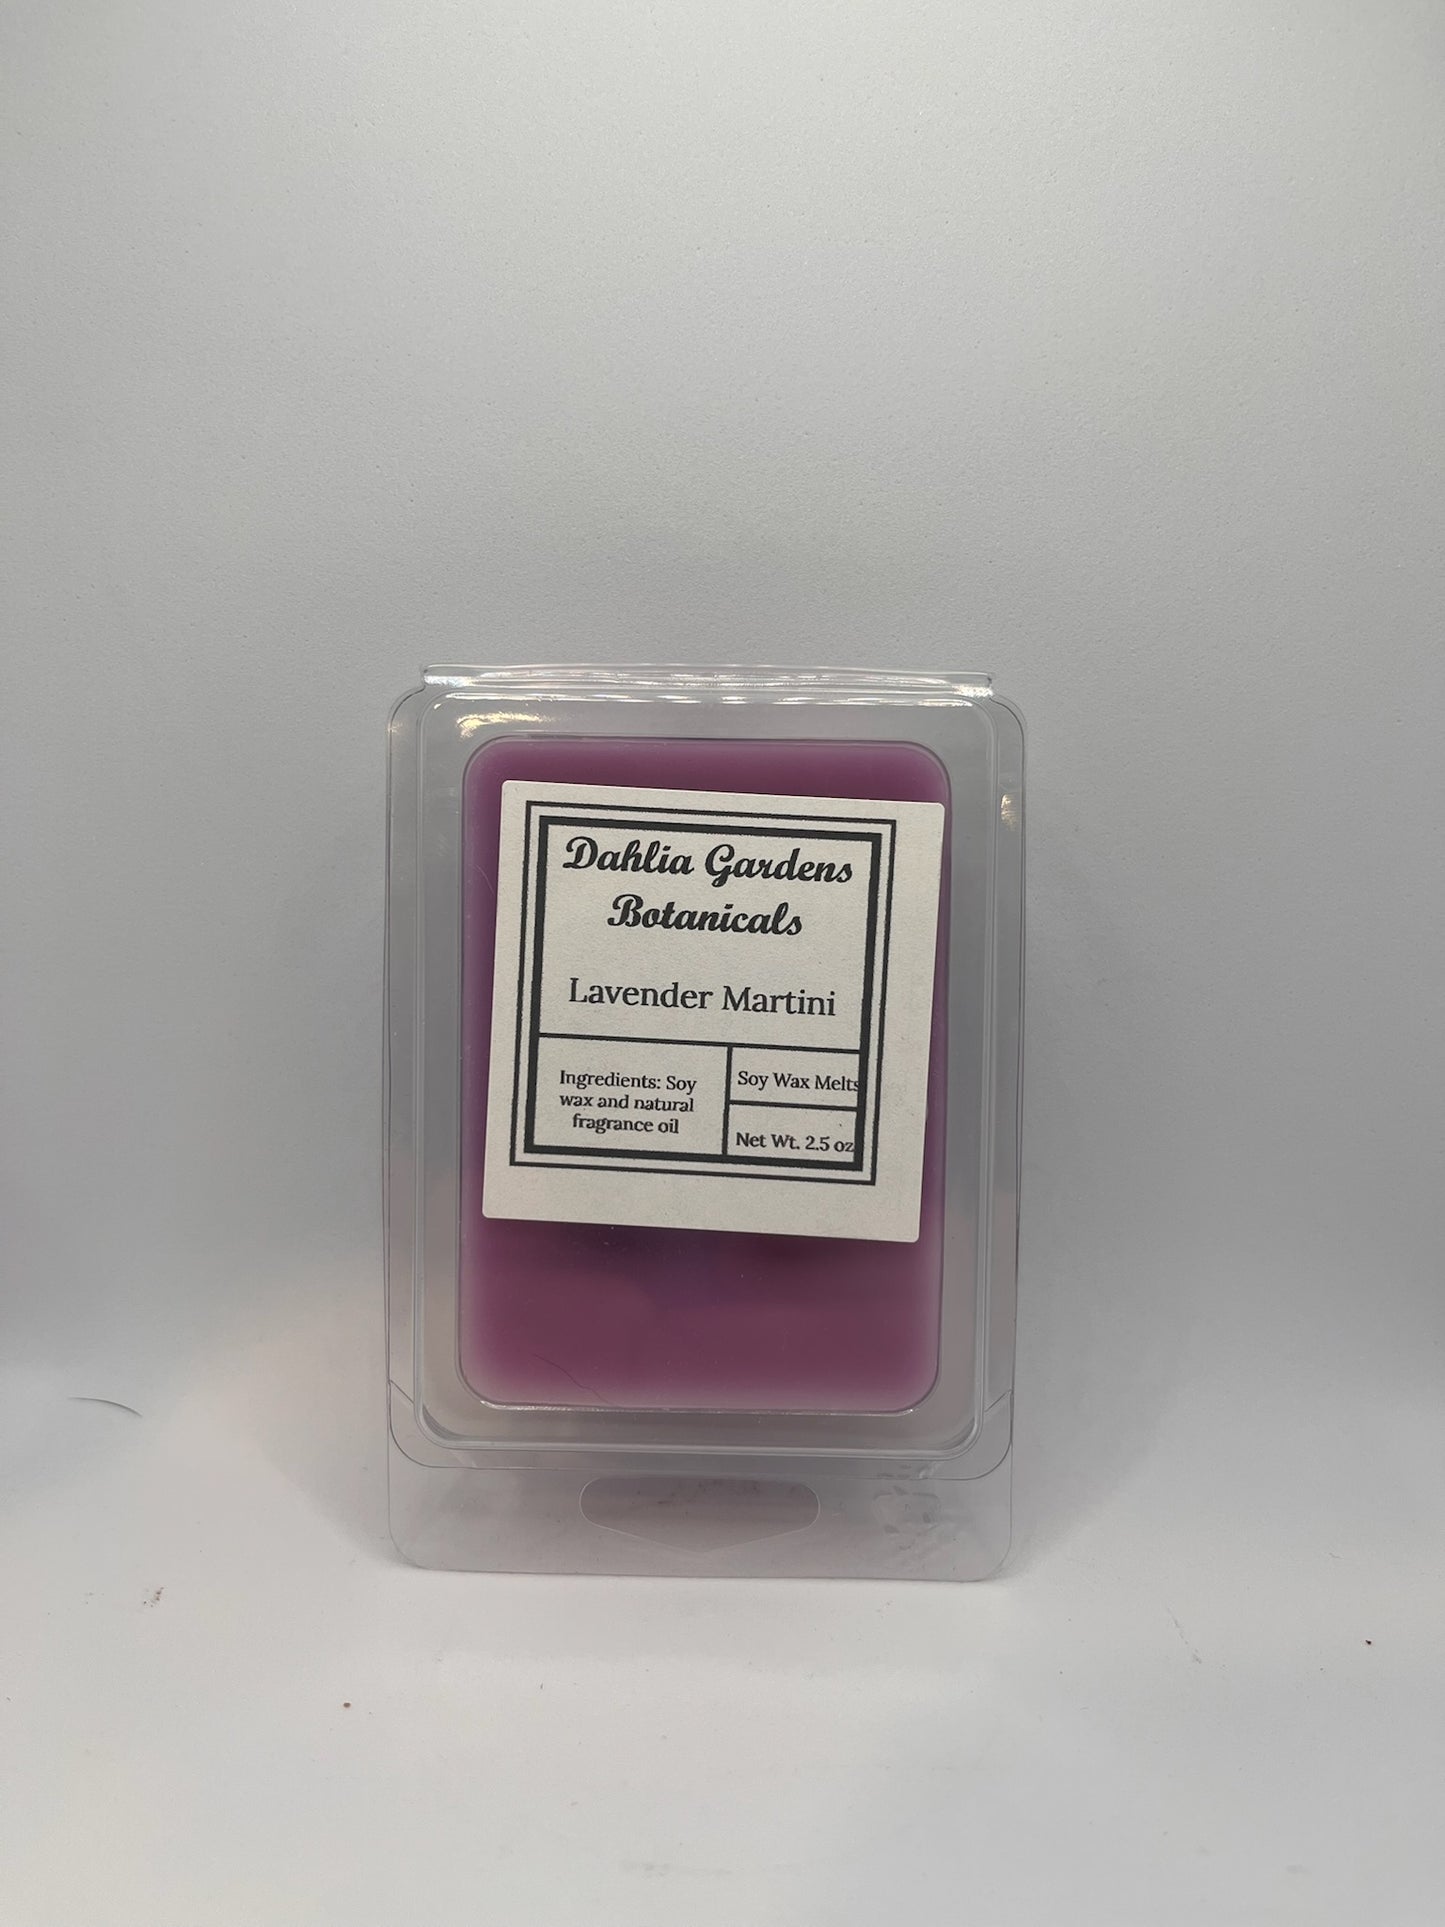 Dahlia Gardens
Botanicals
Lavender Martini
Ingredients: Soy
wax and natural
fragrance oil
Soy Wax Melts
Net Wt. 2.5 oz